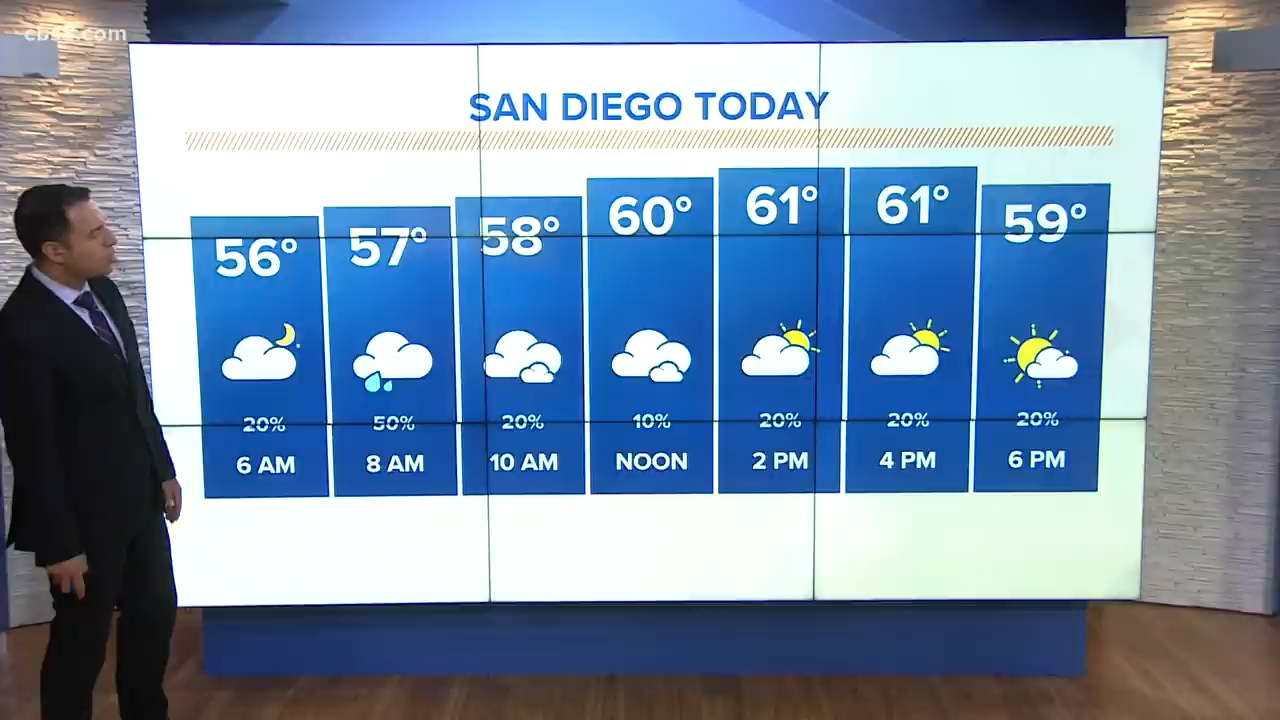 SAN DIEGO TODAY
56° 57° 58° 60° 61° 61° 59°
20% 50% 20% 10% 20% 20% 20%
6 AM 8 AM 10 AM NOON 2 PM 4 PM 6 PM